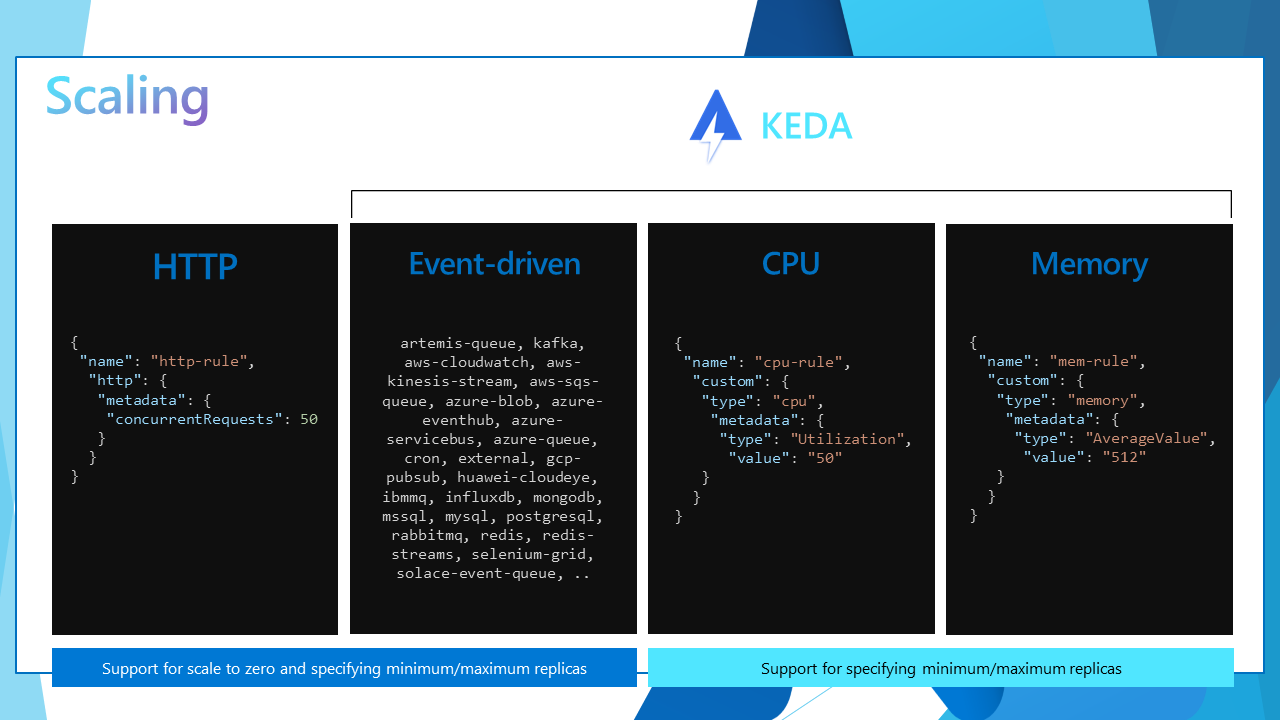 Scaling
KEDA
HTTP
{
"name": "http-rule",
"http": {
"metadata": {
"concurrentRequests": 50
}
}
}
Event-driven
artemis-queue, kafka,
aws-cloudwatch, aws-
kinesis-stream, aws-sqs-
queue, azure-blob, azure-
eventhub, azure-
servicebus, azure-queue,
cron, external, gcp-
pubsub, huawei-cloudeye,
ibmmq, influxdb, mongodb,
mssql, mysql, postgresql,
rabbitmq, redis, redis-
streams, selenium-grid,
solace-event-queue, ..
CPU
{
"name": "cpu-rule",
"custom": {
"type": "cpu",
"metadata": {
"type": "Utilization",
"value": "50"
}
}
}
Memory
{
"name": "mem-rule",
"custom": {
"type": "memory",
"metadata": {
"type": "AverageValue",
"value": "512"
}
}
}
Support for scale to zero and specifying minimum/maximum replicas
Support for specifying minimum/maximum replicas